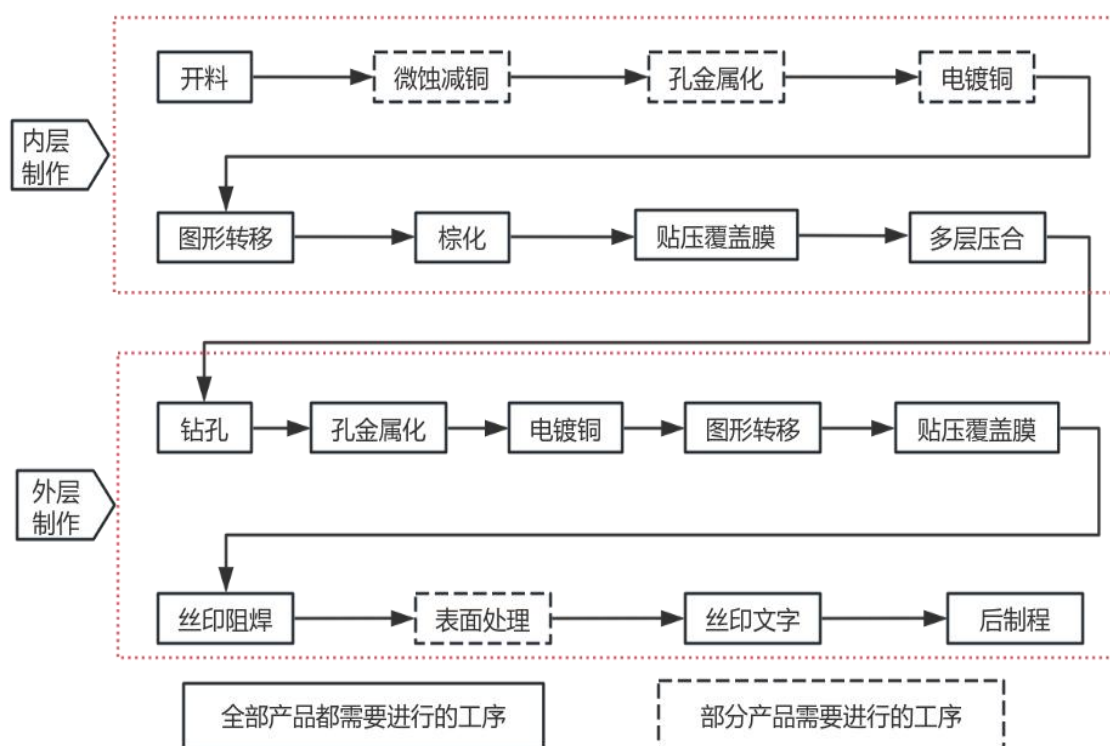 开料
微蚀减铜
孔金属化
电镀铜
内层
制作
图形转移
棕化
贴压覆盖膜
多层压合
钻孔
孔金属化
电镀铜
图形转移
贴压覆盖膜
外层
制作
丝印阻焊
表面处理
丝印文字
后制程
全部产品都需要进行的工序
部分产品需要进行的工序